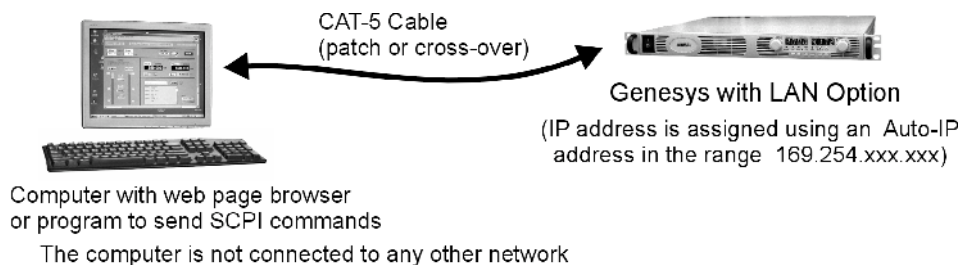 CAT-5 Cable
(patch or cross-over)
Genesys with LAN Option
(IP address is assigned using an Auto-IP
address in the range 169.254.xxx.xxx)
Computer with web page browser
or program to send SCPI commands
The computer is not connected to any other network